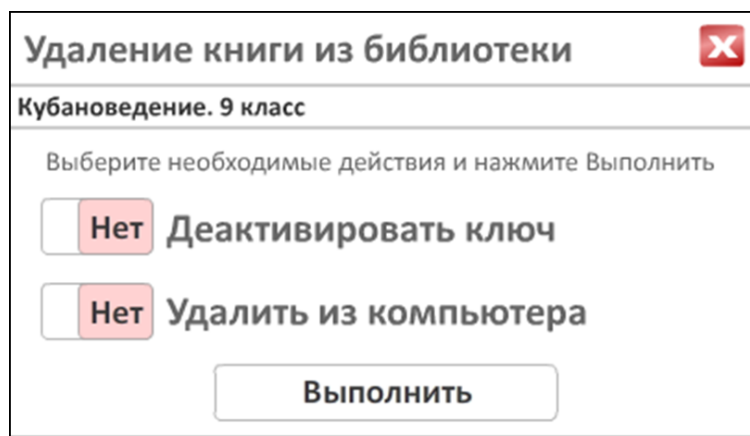 Удаление книги из библиотеки
Кубановедение. 9 класс
Выберите необходимые действия и нажмите Выполнить
Нет Деактивировать ключ
Нет Удалить из компьютера
Выполнить